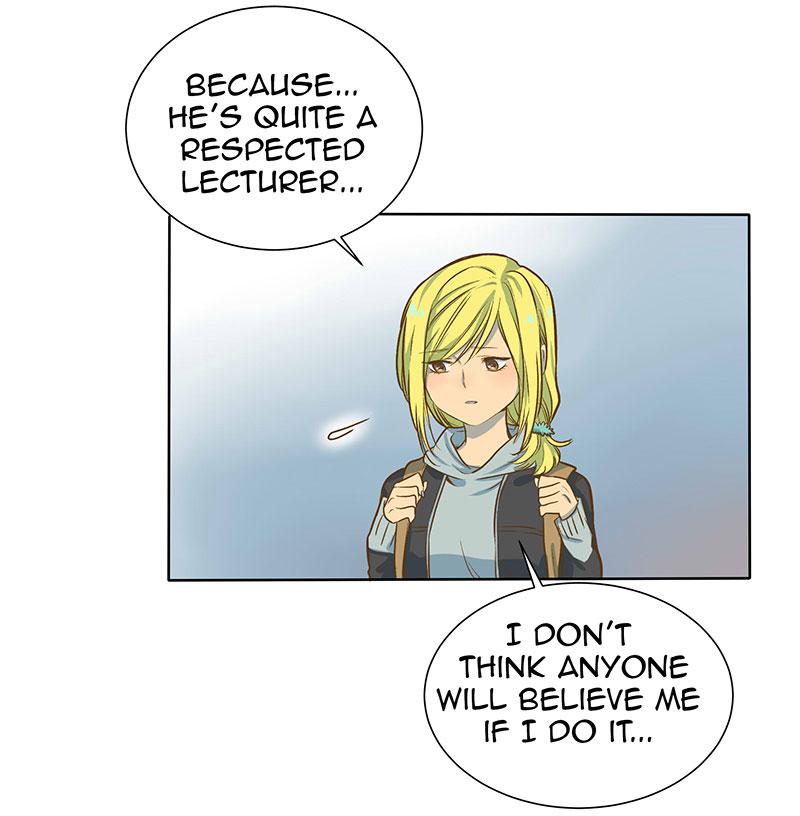 BECAUSE...
HE'S QUITE A
RESPECTED
LECTURER...
I DON'T
THINK ANYONE
WILL BELIEVE ME
IF I DO IT...